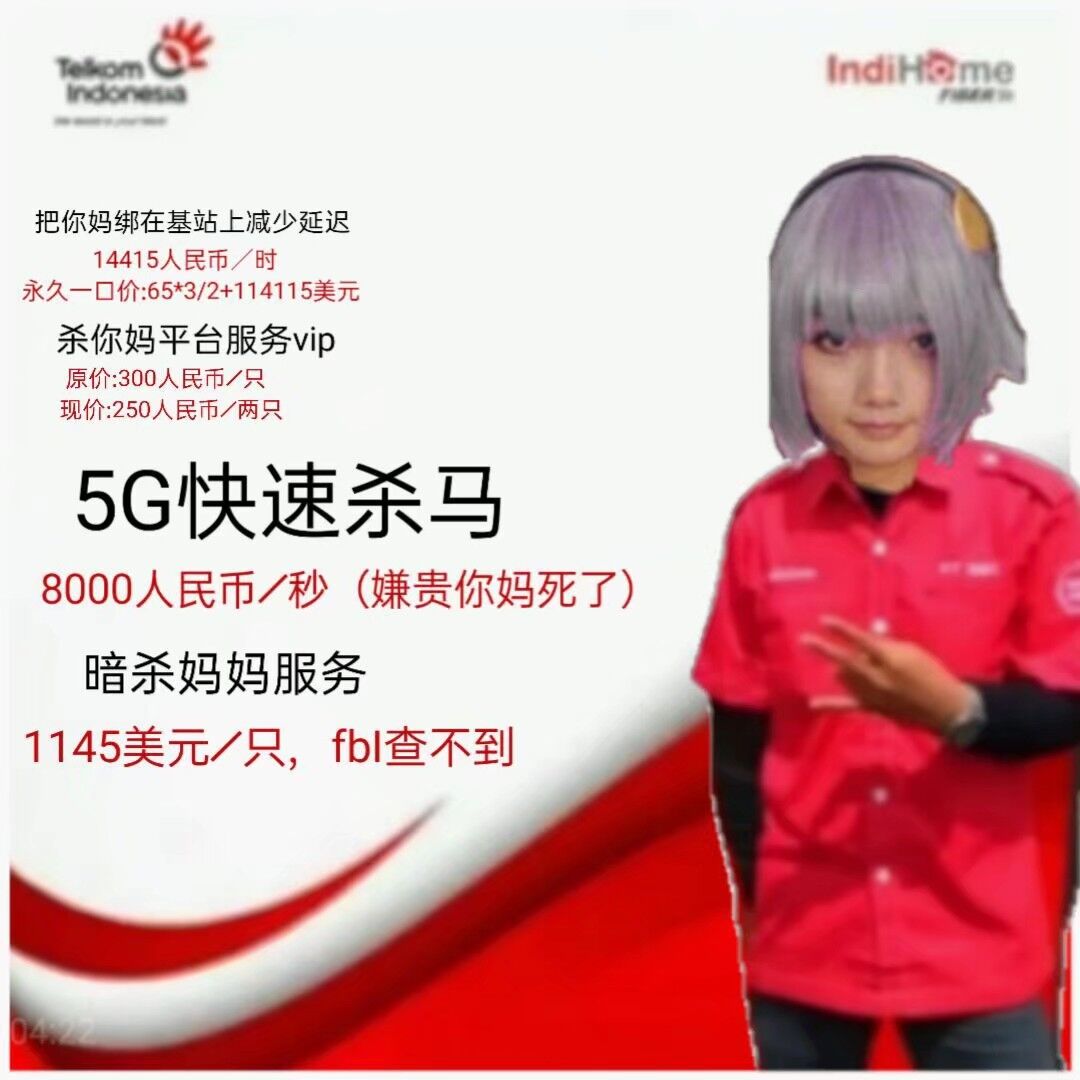 Telkom
Indonesia
IndiHome
FIBER
把你妈绑在基站上减少延迟
14415人民币／时
永久一口价:65*3/2+114115美元
杀你妈平台服务vip
原价:300人民币／只
现价:250人民币／两只
5G快速杀马
8000人民币／秒（嫌贵你妈死了）
暗杀妈妈服务
1145美元／只，fbI查不到
04:22